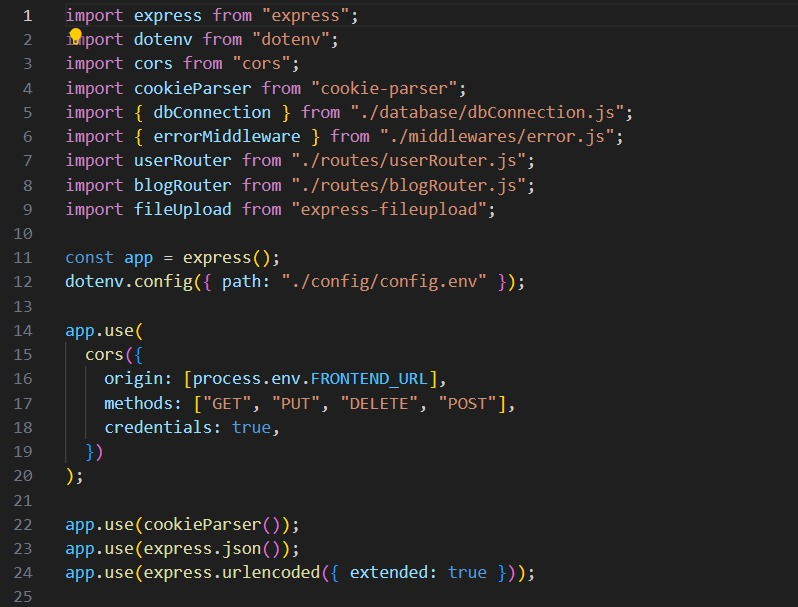 1 import express from "express";
2 import dotenv from "dotenv";
3 import cors from "cors";
4 import cookieParser from "cookie-parser";
5 import { dbConnection } from "./database/dbConnection.js";
6 import { errorMiddleware } from "./middlewares/error.js";
7 import userRouter from "./routes/userRouter.js";
8 import blogRouter from "./routes/blogRouter.js";
9 import fileUpload from "express-fileupload";
10
11 const app = express();
12 dotenv.config({ path: "./config/config.env" });
13
14 app.use(
15   cors({
16     origin: [process.env.FRONTEND_URL],
17     methods: ["GET", "PUT", "DELETE", "POST"],
18     credentials: true,
19   })
20 );
21
22 app.use(cookieParser());
23 app.use(express.json());
24 app.use(express.urlencoded({ extended: true }));
25